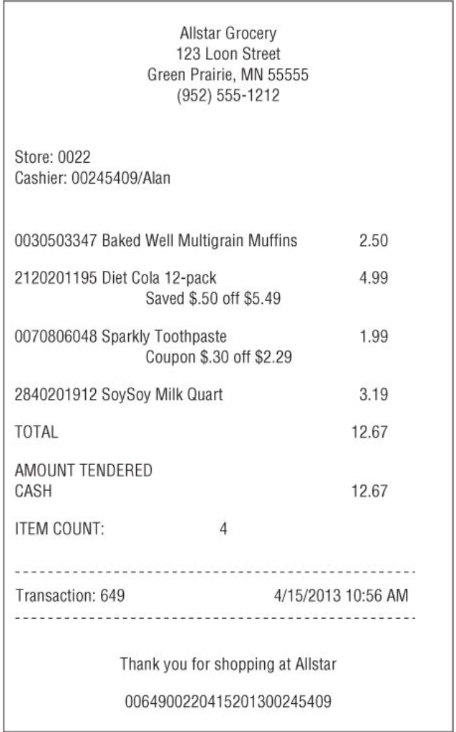 Allstar Grocery
123 Loon Street
Green Prairie, MN 55555
(952) 555-1212
Store: 0022
Cashier: 00245409/Alan
0030503347 Baked Well Multigrain Muffins 2.50
2120201195 Diet Cola 12-pack 4.99
Saved $.50 off $5.49
0070806048 Sparkly Toothpaste 1.99
Coupon $.30 off $2.29
2840201912 SoySoy Milk Quart 3.19
TOTAL 12.67
AMOUNT TENDERED
CASH 12.67
ITEM COUNT: 4
Transaction: 649 4/15/2013 10:56 AM
Thank you for shopping at Allstar
0064900220415201300245409